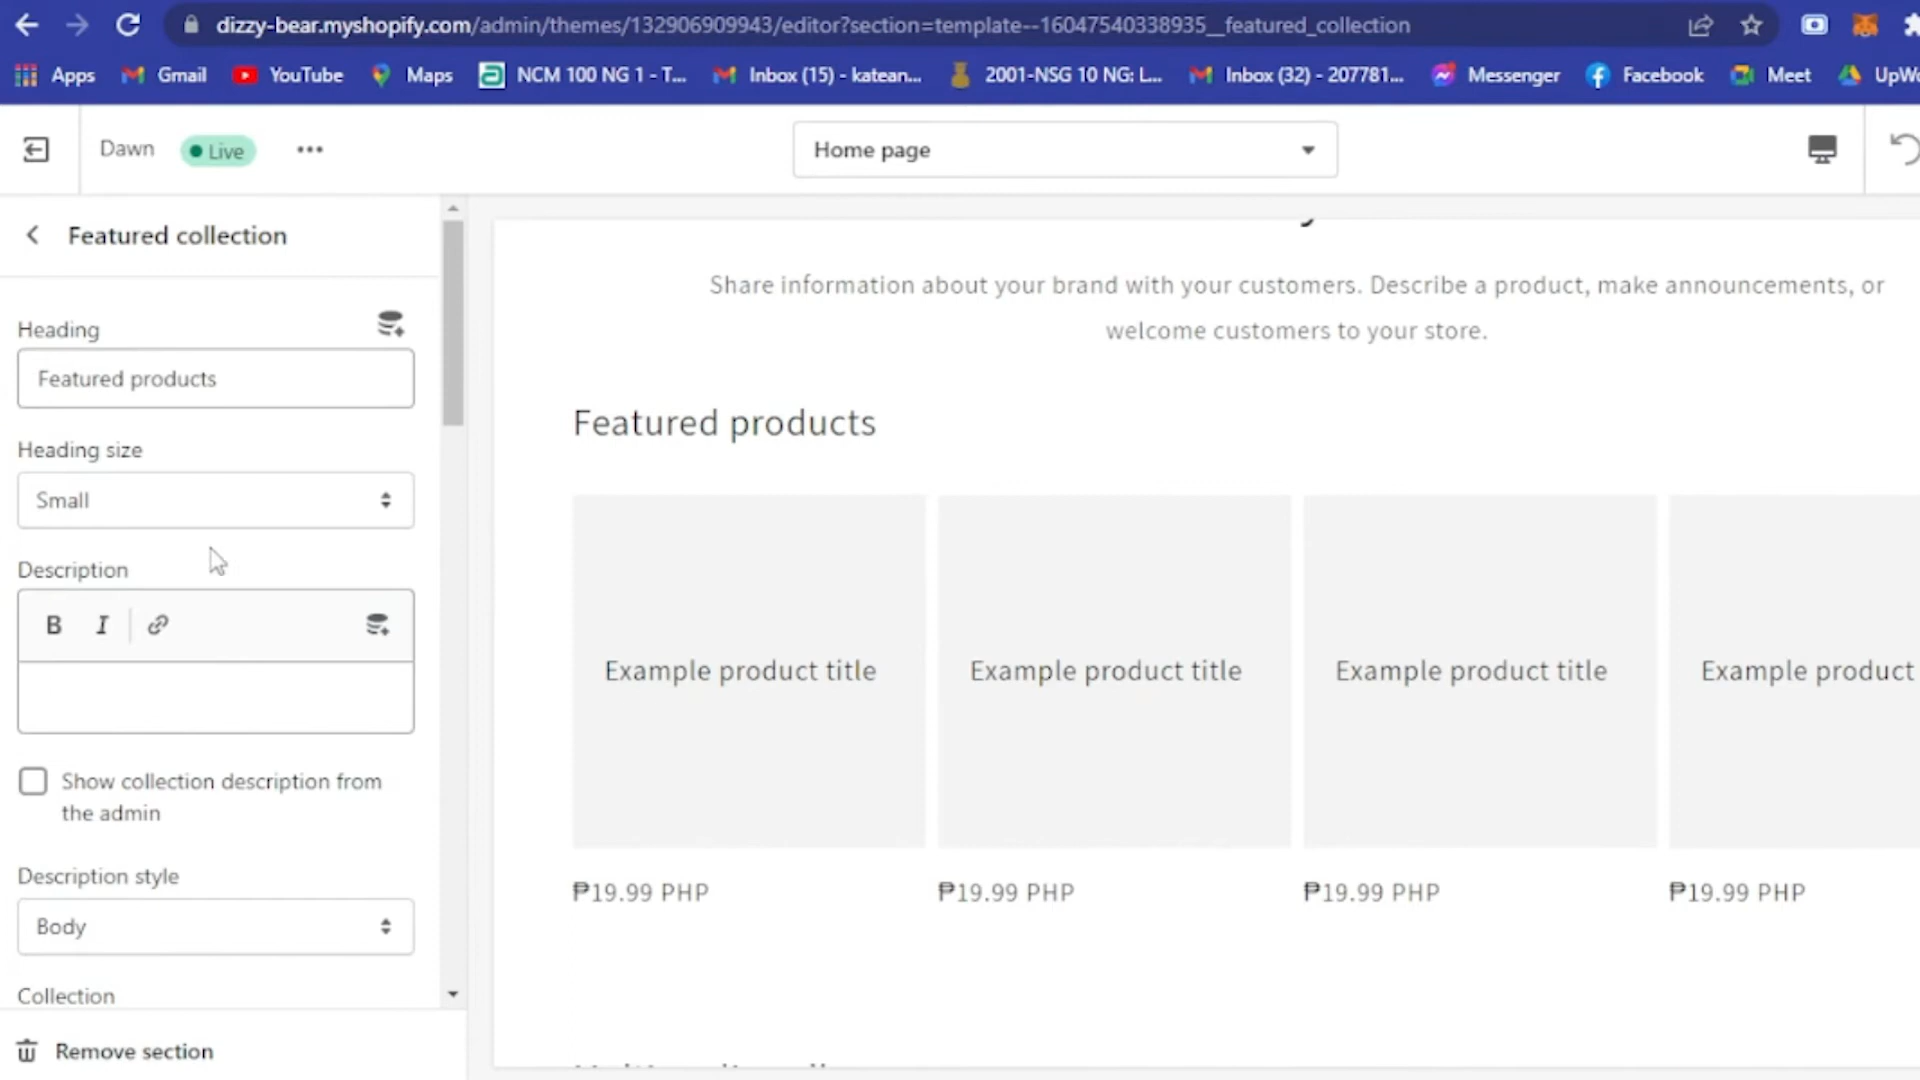 dizzy-bear.myshopify.com/admin/themes/132906909943/editor?section=template--16047540338935__featured_collection
Apps
Gmail
YouTube
Maps
NCM 100 NG 1 - T...
Inbox (15) - katean...
2001-NSG 10 NG: L...
Inbox (32) - 207781...
Messenger
Facebook
Meet
Dawn
Live
Home page
Featured collection
Heading
Featured products
Heading size
Small
Description
B I
Show collection description from
the admin
Description style
Body
Collection
Remove section
Share information about your brand with your customers. Describe a product, make announcements, or
welcome customers to your store.
Featured products
Example product title
Example product title
Example product title
Example product
₱19.99 PHP
₱19.99 PHP
₱19.99 PHP
₱19.99 PHP